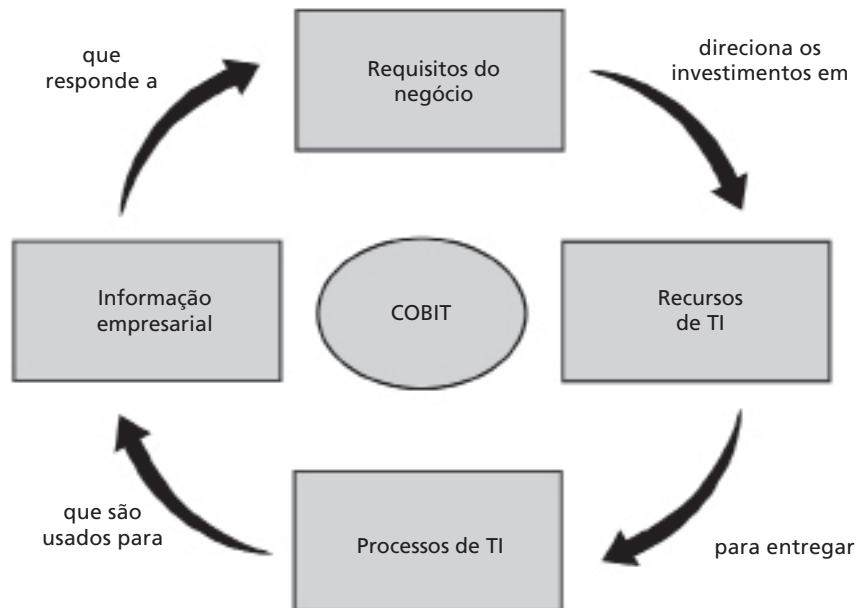 que
responde a
Requisitos do
negócio
direciona os
investimentos em
Informação
empresarial
COBIT
Recursos
de TI
que são
usados para
Processos de TI
para entregar